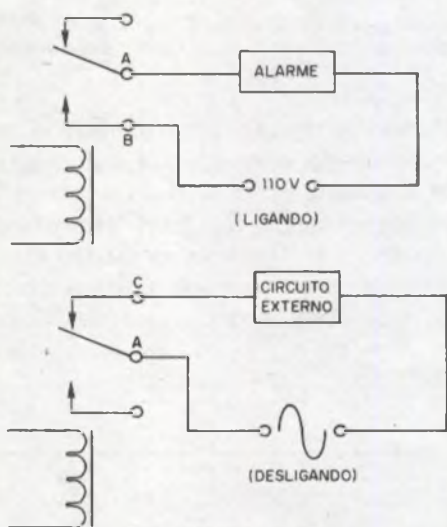 A
ALARME
B
110 V
(LIGANDO)
C
CIRCUITO
EXTERNO
A
(DESLIGANDO)